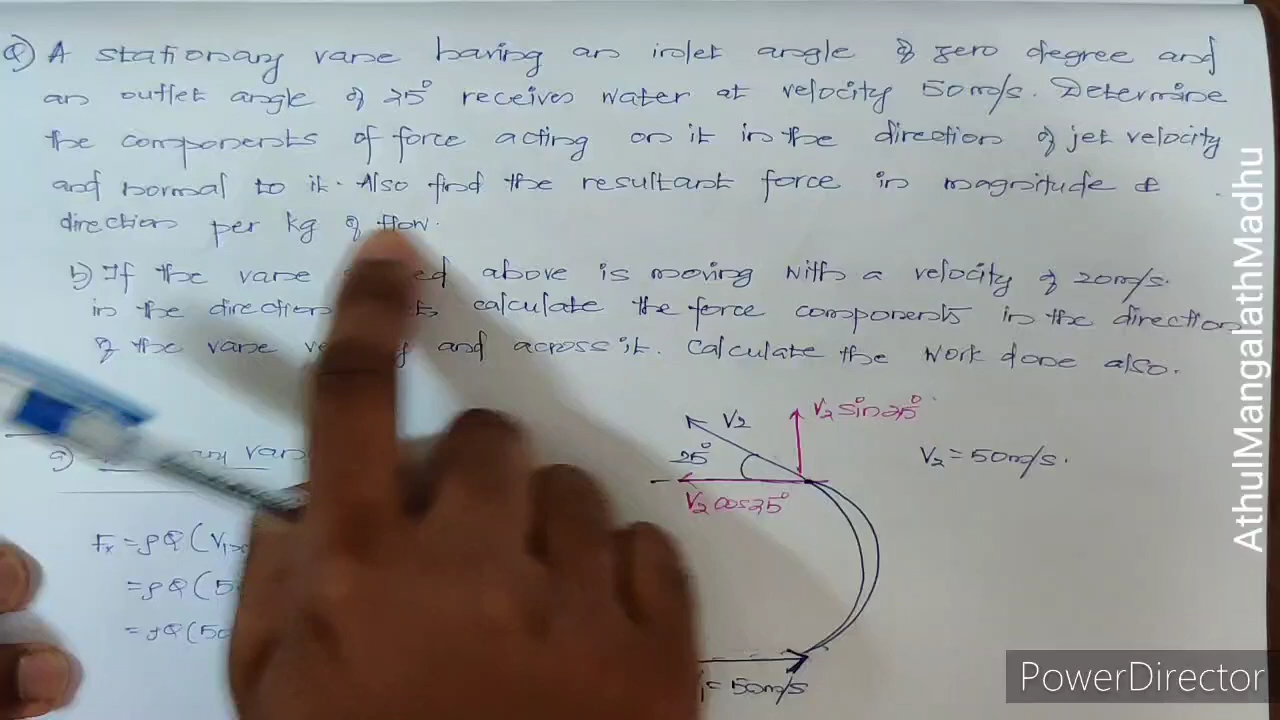 Q) A stationary vane having an inlet angle of zero degree and
an outlet angle of 25° receives water at velocity 50m/s. Determine
the components of force acting on it in the direction of jet velocity
and normal to it. Also find the resultant force in magnitude &
direction per kg of flow.
b) If the vane above is moving with a velocity of 20m/s.
in the direction calculate the force components in the direction
of the vane and across it. Calculate the work done also.
a)
V2
V2 sin25°
25°
V2 = 50m/s.
V2 cos25°
Fx = ρQ(V1x
= ρQ(5
= ρQ(50
= 50m/s
AthulMangalathMadhu
PowerDirector